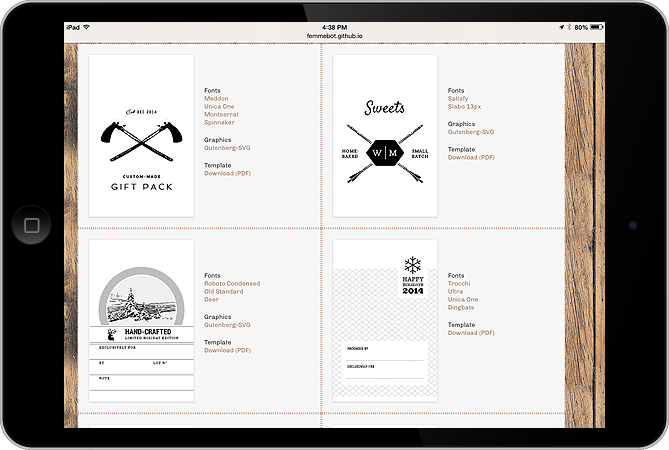 iPad
4:38 PM
80%
femmebot.github.io
Est DEC 2014
CUSTOM-MADE
GIFT PACK
Fonts
Meddon
Unica One
Montserrat
Spinnaker
Graphics
Gutenberg-SVG
Template
Download (PDF)
Sweets
HOME-
BAKED
W M
SMALL
BATCH
Fonts
Satisfy
Slabo 13px
Graphics
Gutenberg-SVG
Template
Download (PDF)
HAND-CRAFTED
LIMITED HOLIDAY EDITION
EXCLUSIVELY FOR
BY
LOT Nº
NOTE
Fonts
Roboto Condensed
Old Standard
Deer
Graphics
Gutenberg-SVG
Template
Download (PDF)
HAPPY
HOLIDAYS
2014
PACKAGED BY
EXCLUSIVELY FOR
Fonts
Trocchi
Ultra
Unica One
Dingbats
Template
Download (PDF)